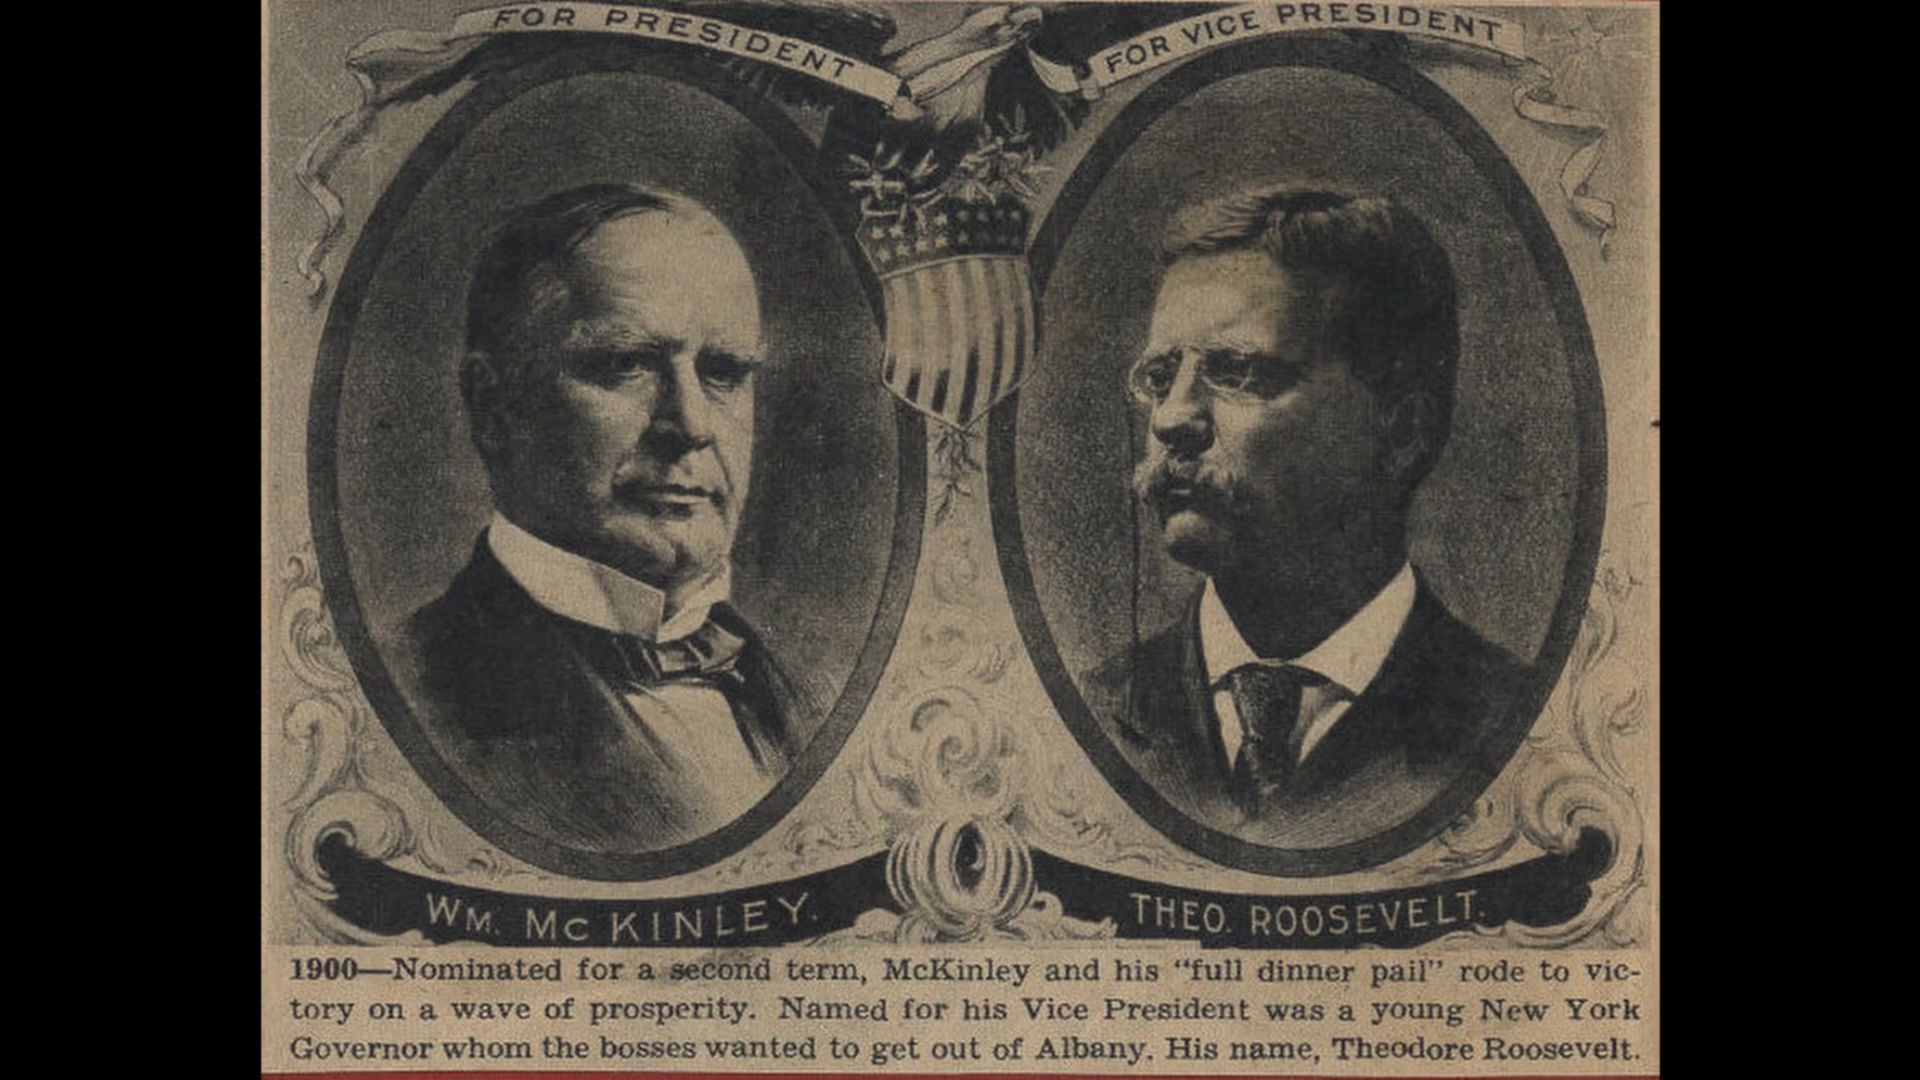 FOR PRESIDENT
FOR VICE PRESIDENT
WM. MCKINLEY.
THEO. ROOSEVELT.
1900—Nominated for a second term, McKinley and his “full dinner pail” rode to vic-
tory on a wave of prosperity. Named for his Vice President was a young New York
Governor whom the bosses wanted to get out of Albany. His name, Theodore Roosevelt.